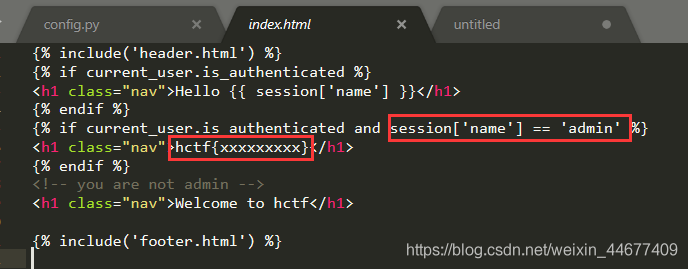 config.py × index.html × untitled
{% include('header.html') %}
{% if current_user.is_authenticated %}
<h1 class="nav">Hello {{ session['name'] }}</h1>
{% endif %}
{% if current_user.is_authenticated and session['name'] == 'admin' %}
<h1 class="nav">hctf{xxxxxxxxx}</h1>
{% endif %}
<!-- you are not admin -->
<h1 class="nav">Welcome to hctf</h1>
{% include('footer.html') %}
https://blog.csdn.net/weixin_44677409